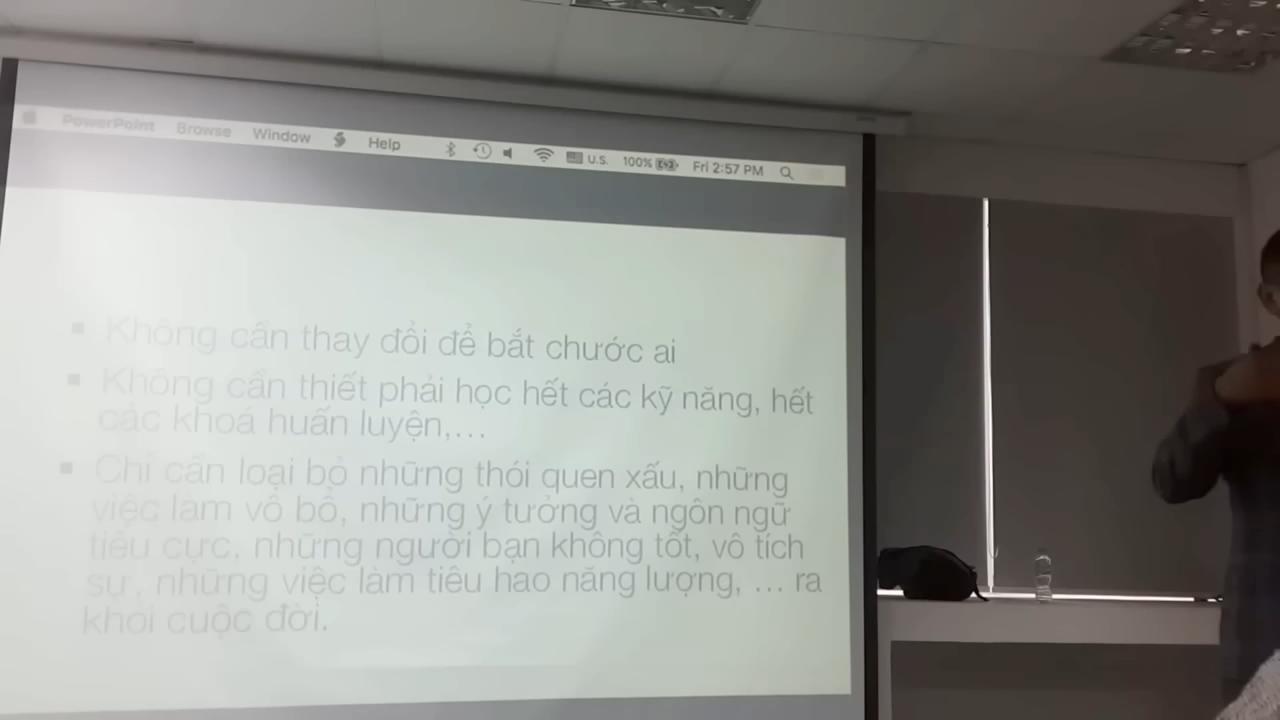 PowerPoint Browse Window Help U.S. 100% Fri 2:57 PM
Không cần thay đổi để bắt chước ai
Không cần thiết phải học hết các kỹ năng, hết
các khoá huấn luyện,...
Chỉ cần loại bỏ những thói quen xấu, những
việc làm vô bổ, những ý tưởng và ngôn ngữ
tiêu cực, những người bạn không tốt, vô tích
sự, những việc làm tiêu hao năng lượng, ... ra
khỏi cuộc đời.